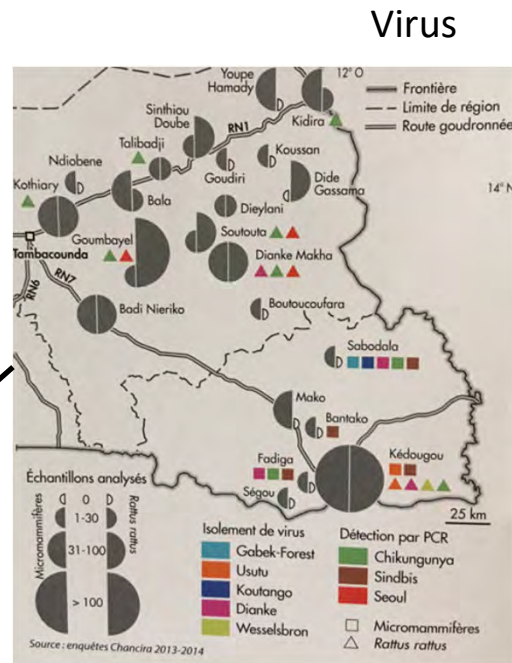 Virus
12° O
Youpe
Hamady
Frontière
Limite de région
Route goudronnée
Kidira
Sinthiou
Doube
RN1
Talibadji
Koussan
Ndiobene
Goudiri
Dide
Gassama
14° N
Kothiary
Bala
Dieylani
Goumbayel
Soutouta
Tambacounda
Dianke Makha
RN7
RN6
Badi Nieriko
Boutoucoufara
Sabodala
Mako
Bantako
Fadiga
Kédougou
Ségou
25 km
Échantillons analysés
Micromammifères
0
1-30
31-100
> 100
Rattus rattus
Isolement de virus
Gabek-Forest
Usutu
Koutango
Dianke
Wesselsbron
Détection par PCR
Chikungunya
Sindbis
Seoul
Micromammifères
Rattus rattus
Source : enquêtes Chancira 2013-2014